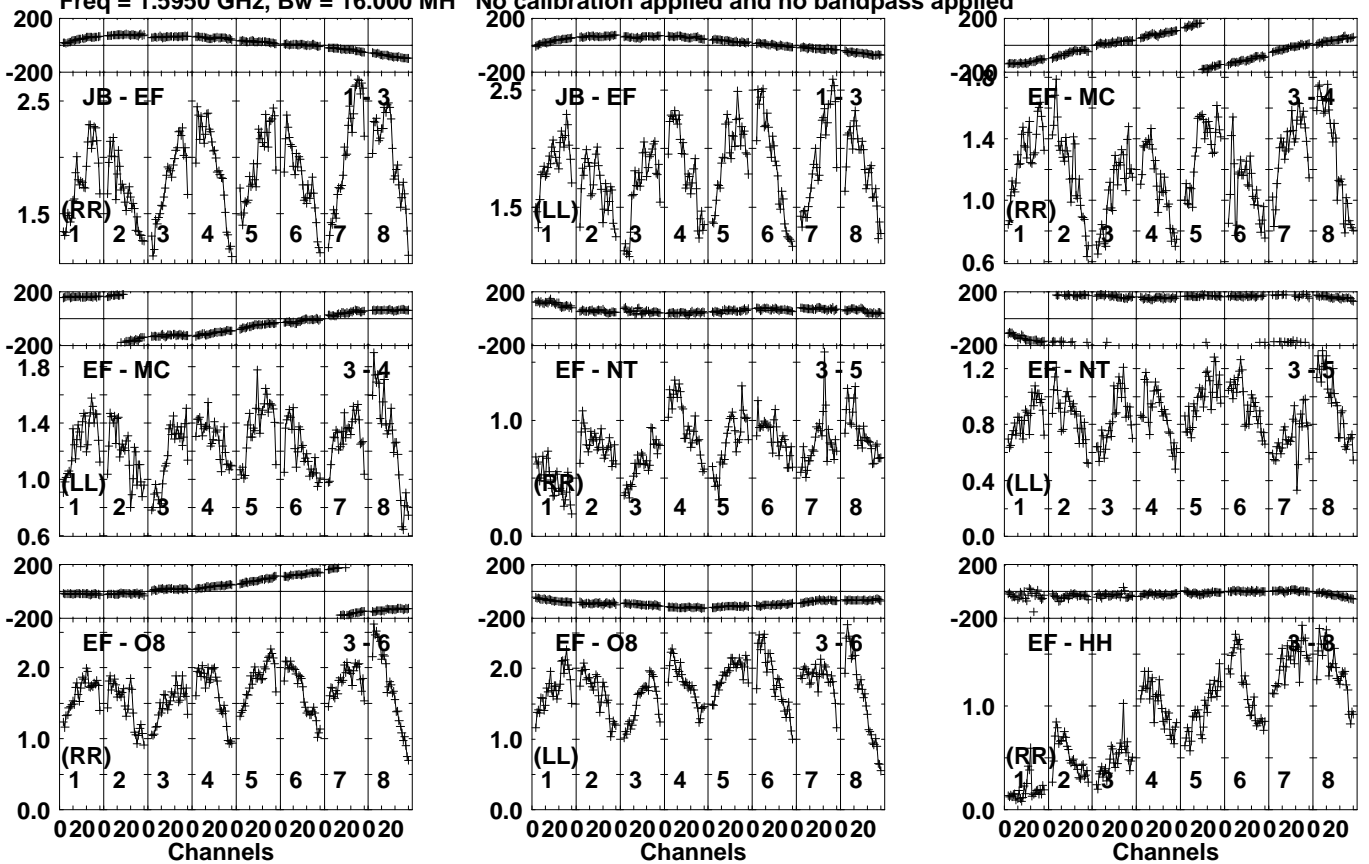 Freq = 1.5950 GHz, Bw = 16.000 MH No calibration applied and no bandpass applied
200 200 200
-200 -200 -200
JB - EF 1 - 3 JB - EF 1 - 3 EF - MC 3 - 4
2.5 2.5 1.8
1.4
1.5 1.5 1.0
(RR) (LL) (RR)
1 2 3 4 5 6 7 8 1 2 3 4 5 6 7 8 1 2 3 4 5 6 7 8
0.6
200 200 200
-200 -200 -200
EF - MC 3 - 4 EF - NT 3 - 5 EF - NT 3 - 5
1.8 1.2
1.4 1.0 0.8
1.0 0.4
(LL) (RR) (LL)
1 2 3 4 5 6 7 8 1 2 3 4 5 6 7 8 1 2 3 4 5 6 7 8
0.6 0.0 0.0
200 200 200
-200 -200 -200
EF - O8 3 - 6 EF - O8 3 - 6 EF - HH 3 - 8
2.0 2.0
1.0 1.0 1.0
(RR) (LL) (RR)
1 2 3 4 5 6 7 8 1 2 3 4 5 6 7 8 1 2 3 4 5 6 7 8
0.0 0.0 0.0
0 20 0 20 0 20 0 20 0 20 0 20 0 20 0 20 0 20 0 20 0 20 0 20 0 20 0 20 0 20 0 20 0 20 0 20 0 20 0 20 0 20 0 20 0 20 0 20
Channels Channels Channels